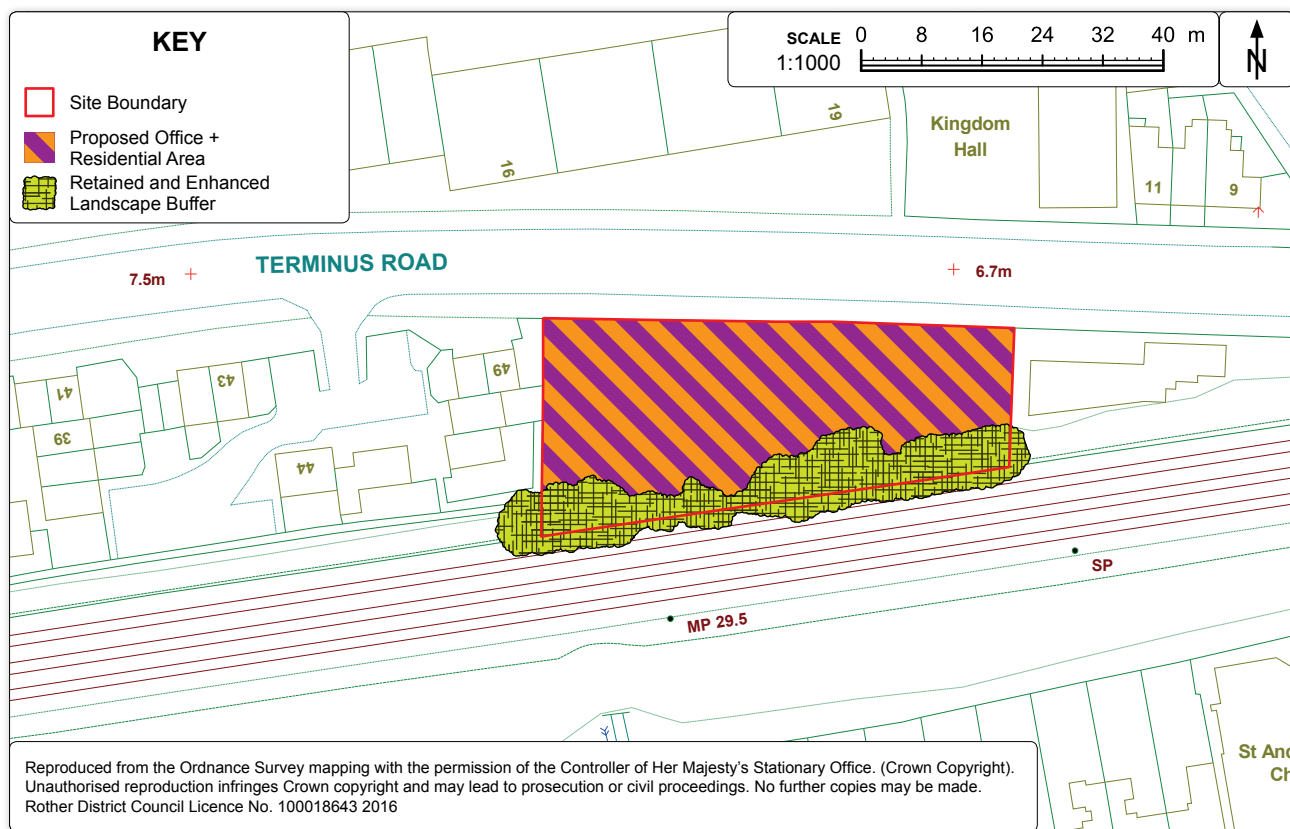 KEY
Site Boundary
Proposed Office +
Residential Area
Retained and Enhanced
Landscape Buffer
SCALE
1:1000
0 8 16 24 32 40 m
N
16
19
Kingdom
Hall
11
9
TERMINUS ROAD
7.5m
6.7m
41
43
49
39
44
SP
MP 29.5
St And
Ch
Reproduced from the Ordnance Survey mapping with the permission of the Controller of Her Majesty's Stationary Office. (Crown Copyright).
Unauthorised reproduction infringes Crown copyright and may lead to prosecution or civil proceedings. No further copies may be made.
Rother District Council Licence No. 100018643 2016